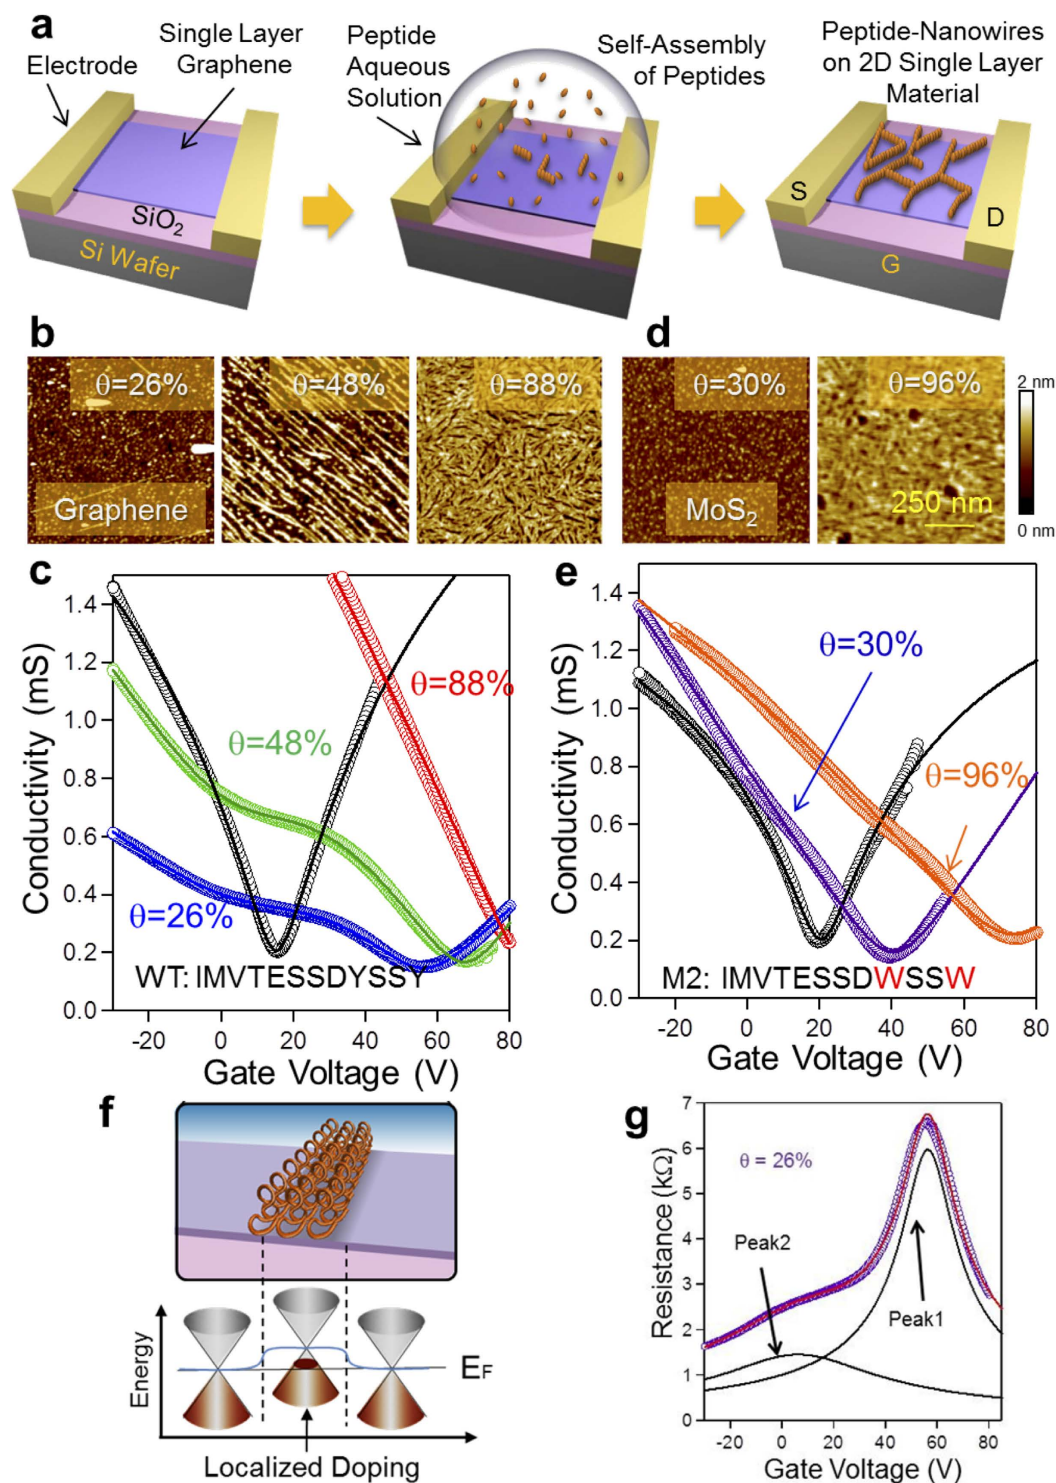 a
Electrode
Single Layer
Graphene
SiO2
Si Wafer
Peptide
Aqueous
Solution
Self-Assembly
of Peptides
Peptide-Nanowires
on 2D Single Layer
Material
S
D
G
b
θ=26%
θ=48%
θ=88%
Graphene
d
θ=30%
θ=96%
MoS2
250 nm
2 nm
0 nm
c
1.4
1.2
1.0
0.8
0.6
0.4
0.2
0.0
Conductivity (mS)
θ=88%
θ=48%
θ=26%
WT: IMVTESSDYSSY
-20 0 20 40 60 80
Gate Voltage (V)
e
1.4
1.2
1.0
0.8
0.6
0.4
0.2
0.0
Conductivity (mS)
θ=30%
θ=96%
M2: IMVTESSDWSSW
-20 0 20 40 60 80
Gate Voltage (V)
f
Energy
EF
Localized Doping
g
7
6
5
4
3
2
1
0
Resistance (kΩ)
θ = 26%
Peak2
Peak1
-20 0 20 40 60 80
Gate Voltage (V)